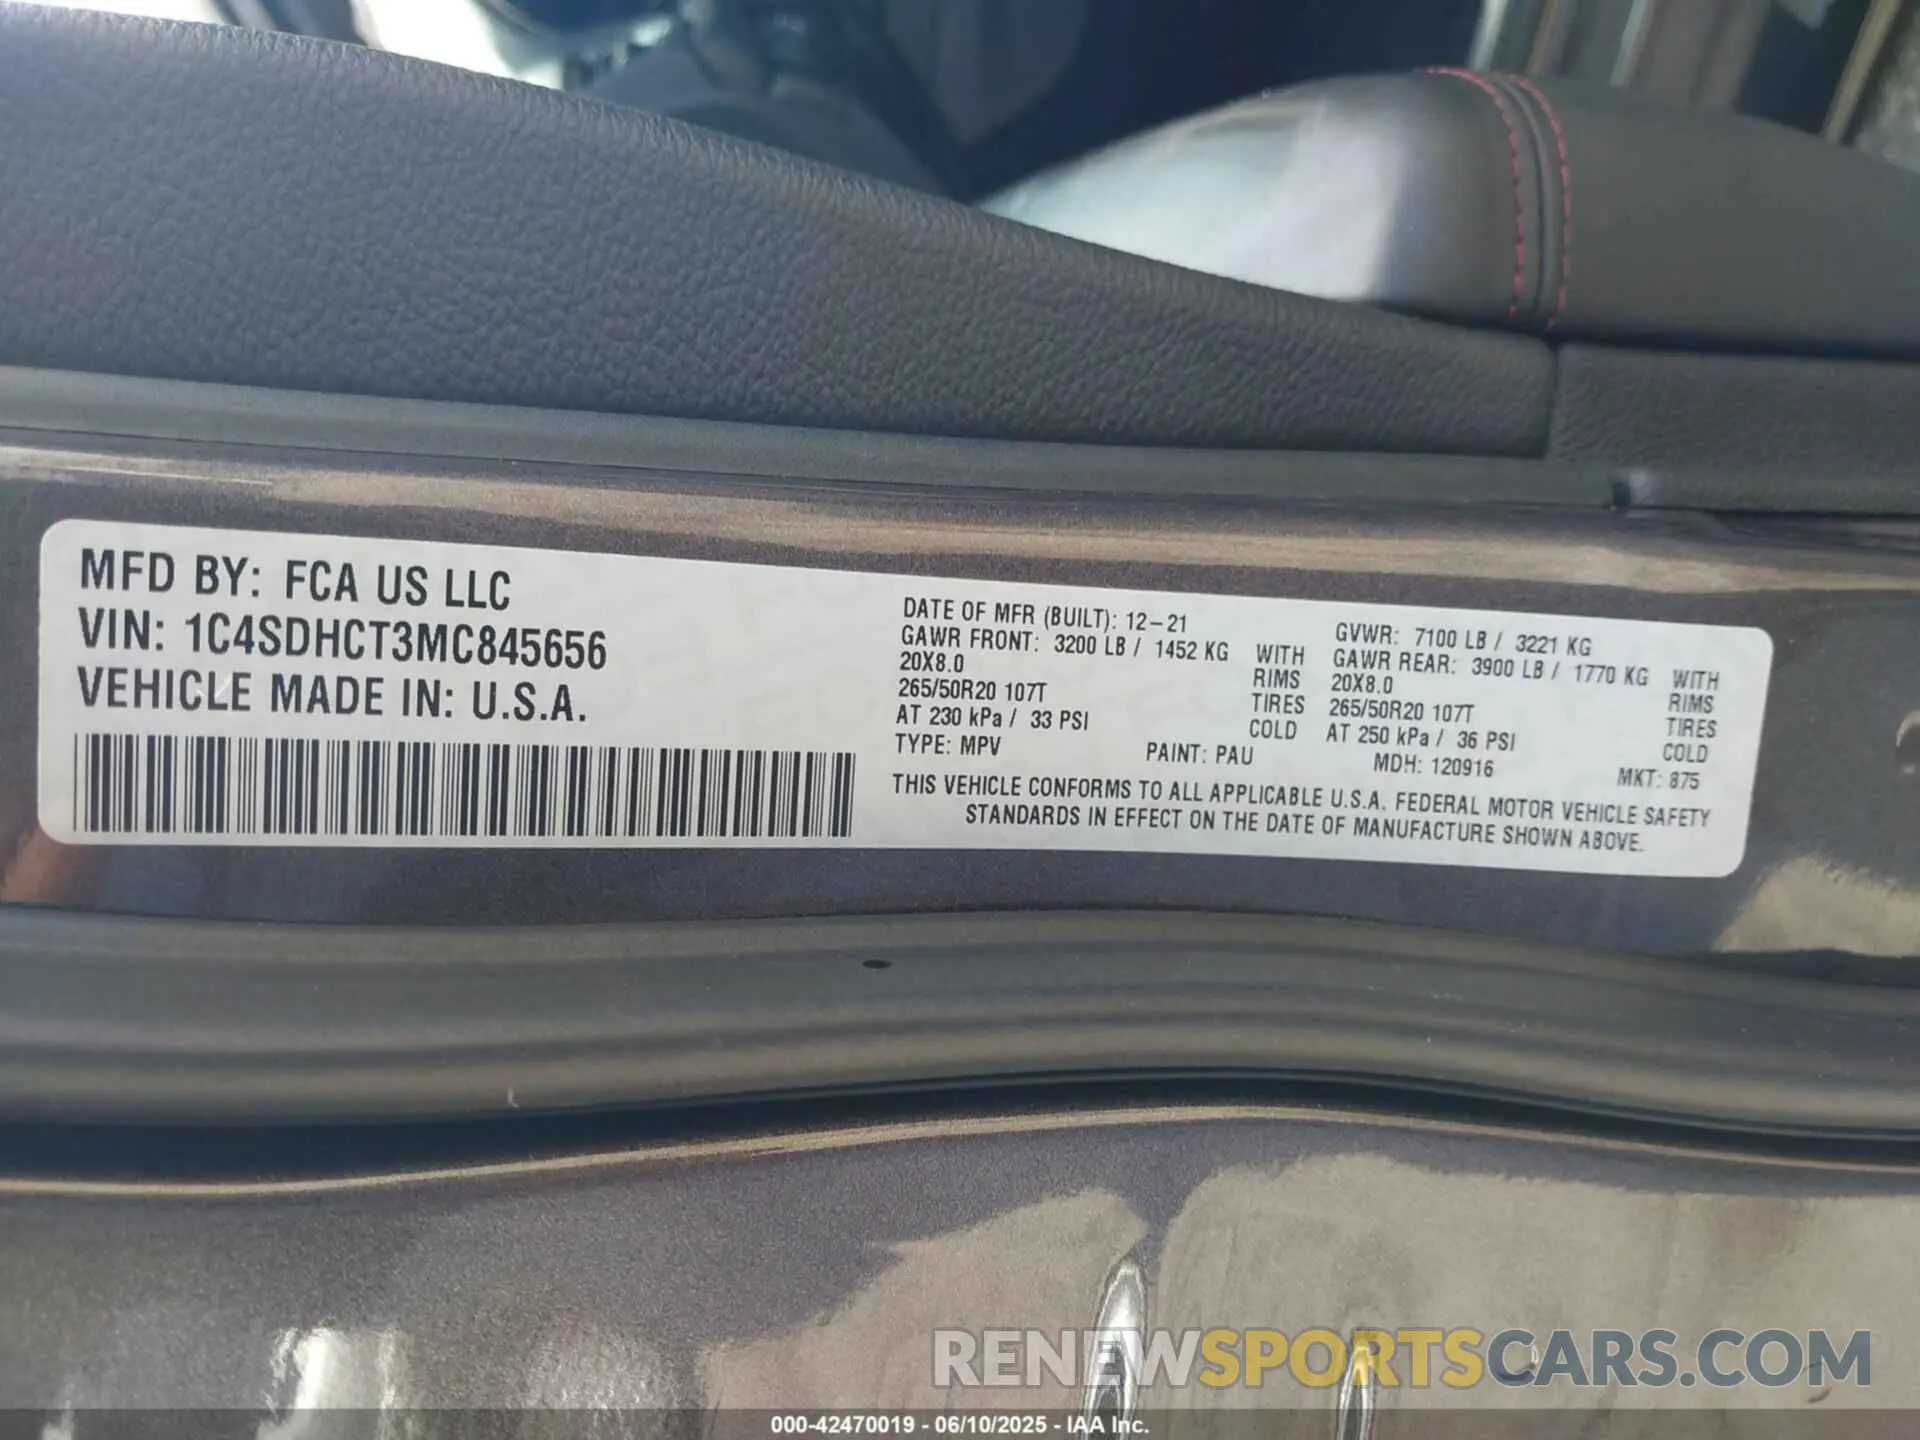 MFD BY: FCA US LLC
VIN: 1C4SDHCT3MC845656
VEHICLE MADE IN: U.S.A.
DATE OF MFR (BUILT): 12-21
GAWR FRONT: 3200 LB / 1452 KG WITH
20X8.0 RIMS
265/50R20 107T TIRES
AT 230 kPa / 33 PSI COLD
GVWR: 7100 LB / 3221 KG
GAWR REAR: 3900 LB / 1770 KG WITH
20X8.0 RIMS
265/50R20 107T TIRES
AT 250 kPa / 36 PSI COLD
TYPE: MPV PAINT: PAU MDH: 120916 MKT: 875
THIS VEHICLE CONFORMS TO ALL APPLICABLE U.S.A. FEDERAL MOTOR VEHICLE SAFETY
STANDARDS IN EFFECT ON THE DATE OF MANUFACTURE SHOWN ABOVE.
RENEWSPORTSCARS.COM
000-42470019 - 06/10/2025 - IAA Inc.